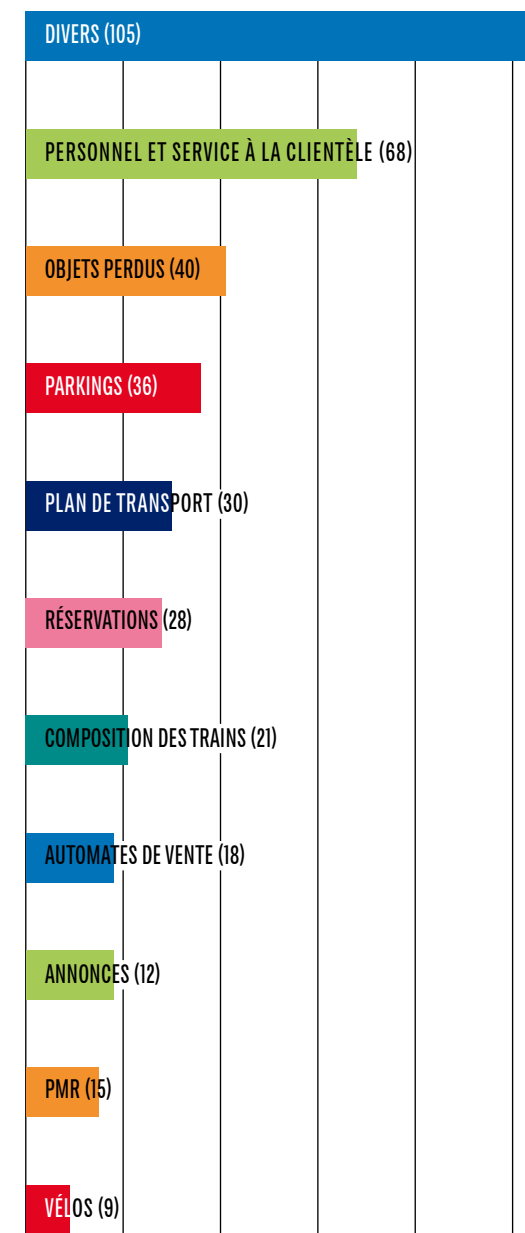 DIVERS (105)
PERSONNEL ET SERVICE À LA CLIENTÈLE (68)
OBJETS PERDUS (40)
PARKINGS (36)
PLAN DE TRANSPORT (30)
RÉSERVATIONS (28)
COMPOSITION DES TRAINS (21)
AUTOMATES DE VENTE (18)
ANNONCES (12)
PMR (15)
VÉLOS (9)